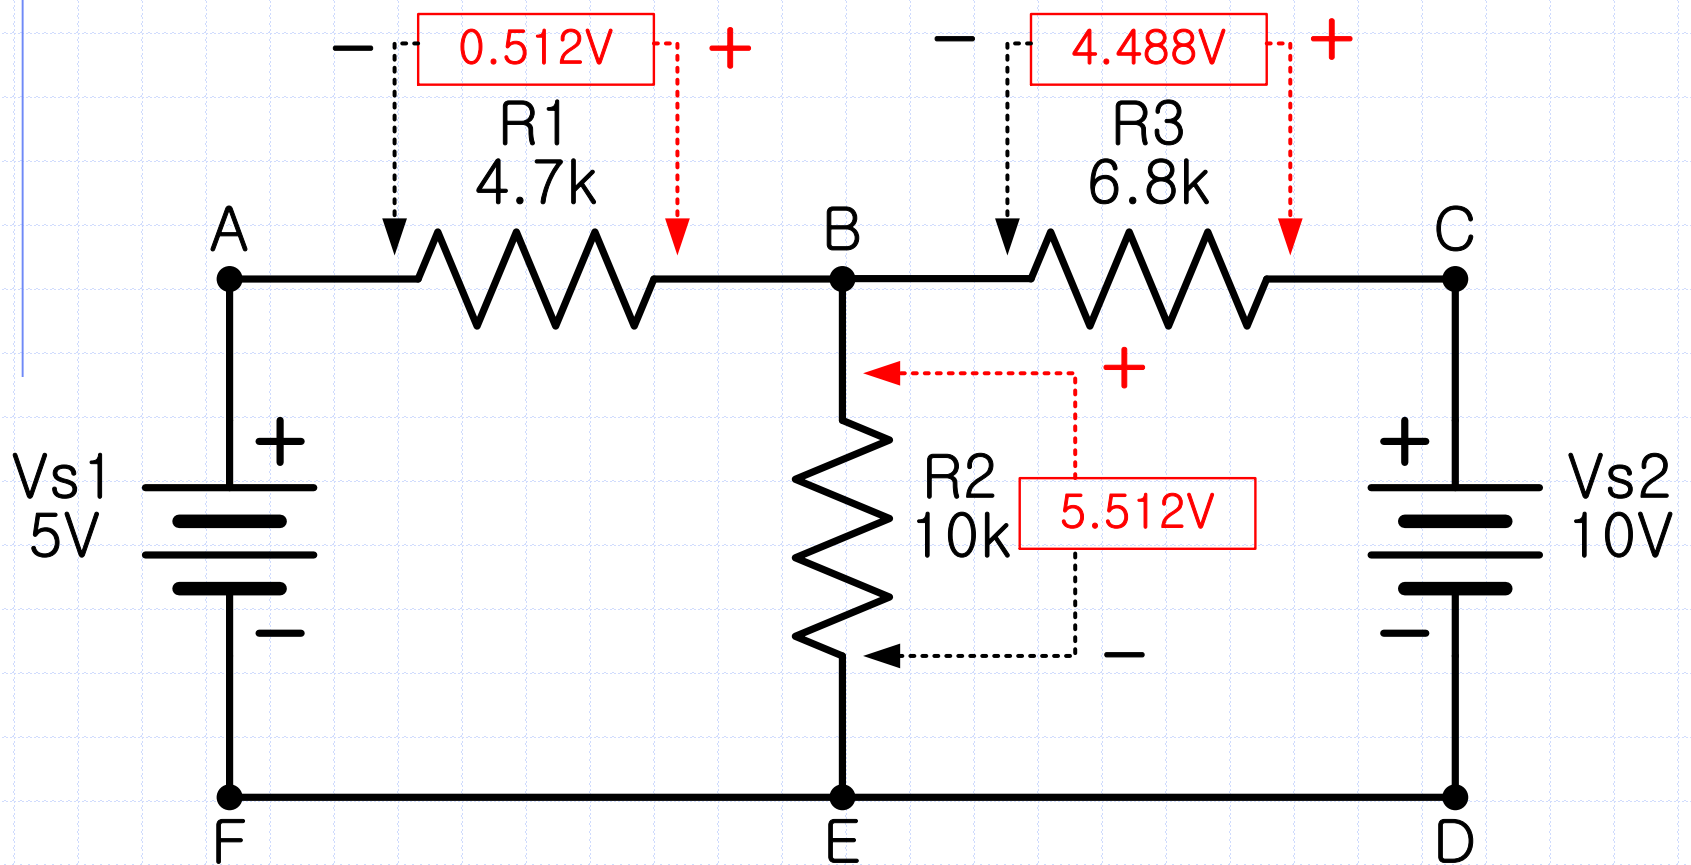 − 0.512V +
− 4.488V +
R1
4.7k
R3
6.8k
A
B
C
+
+
+
Vs1
5V
R2
10k
5.512V
Vs2
10V
−
−
−
F
E
D